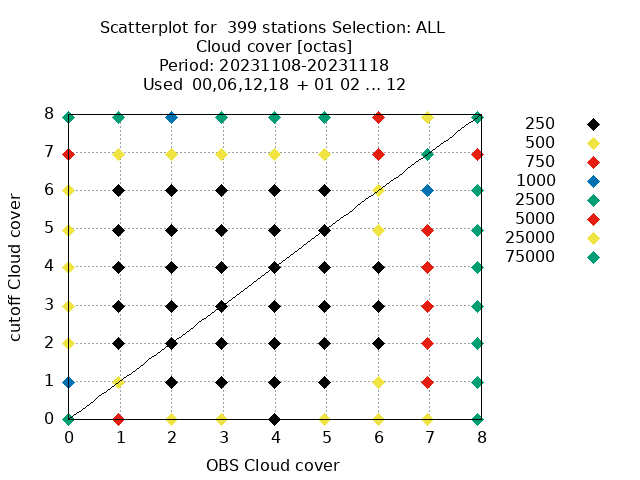 Scatterplot for 399 stations Selection: ALL
Cloud cover [octas]
Period: 20231108-20231118
Used 00,06,12,18 + 01 02 ... 12
8
7
6
5
4
3
2
1
0
cutoff Cloud cover
0 1 2 3 4 5 6 7 8
OBS Cloud cover
250
500
750
1000
2500
5000
25000
75000